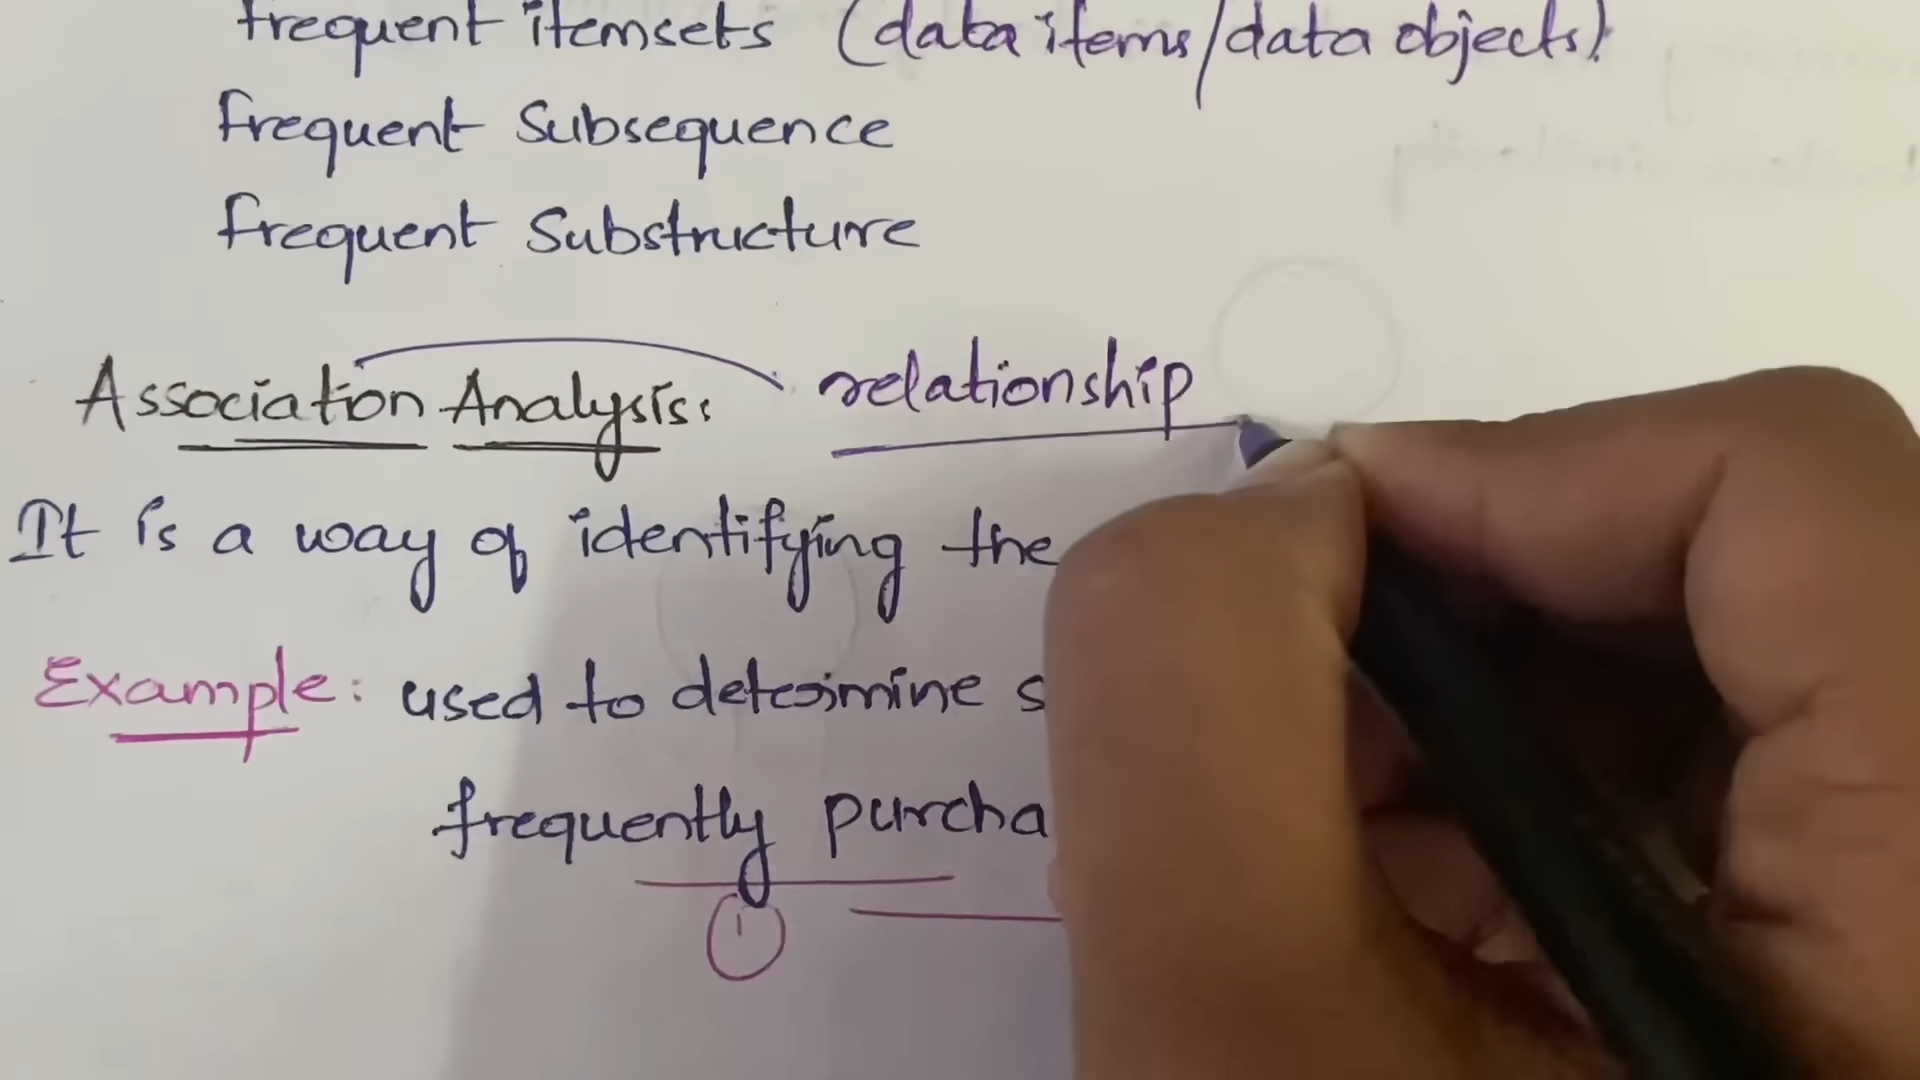 frequent itemsets (data items/data objects)
frequent Subsequence
frequent Substructure
Association Analysis: relationship
It is a way of identifying the
Example: used to determine s
frequently purcha
1